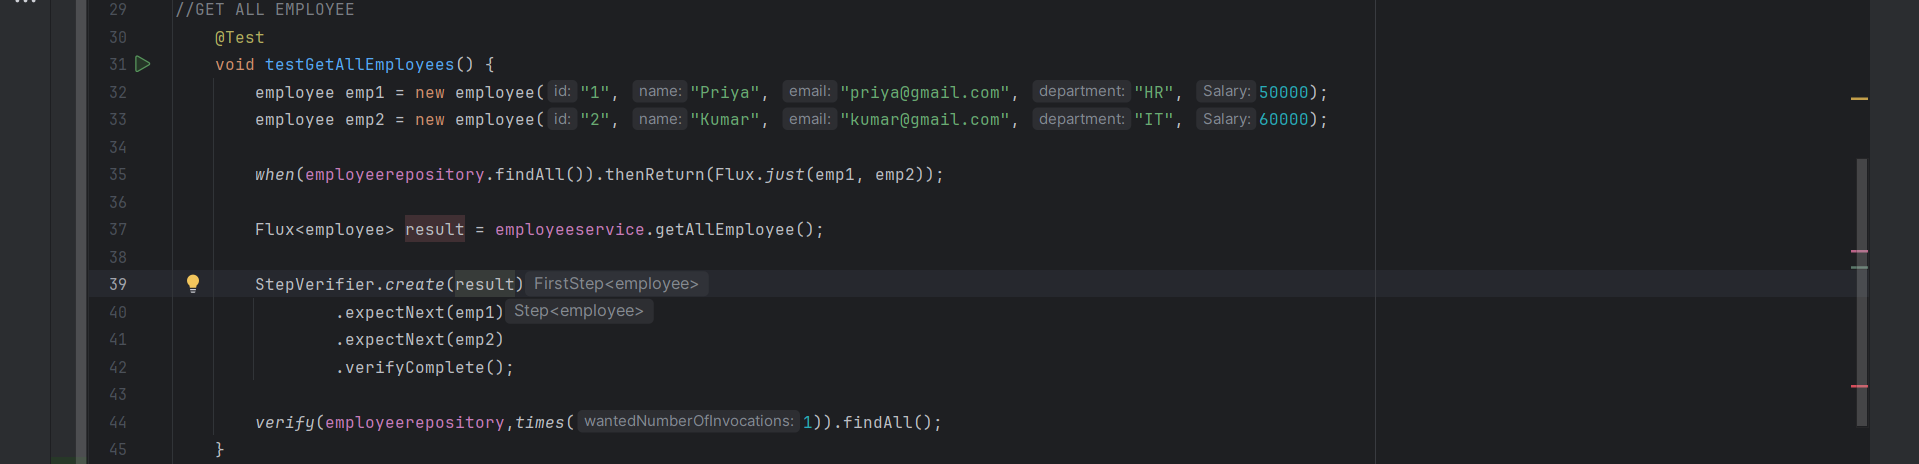 29 //GET ALL EMPLOYEE
30 @Test
31 void testGetAllEmployees() {
32 employee emp1 = new employee( id: "1", name: "Priya", email: "priya@gmail.com", department: "HR", Salary: 50000);
33 employee emp2 = new employee( id: "2", name: "Kumar", email: "kumar@gmail.com", department: "IT", Salary: 60000);
34
35 when(employeerepository.findAll()).thenReturn(Flux.just(emp1, emp2));
36
37 Flux<employee> result = employeeservice.getAllEmployee();
38
39 StepVerifier.create(result) FirstStep<employee>
40 .expectNext(emp1) Step<employee>
41 .expectNext(emp2)
42 .verifyComplete();
43
44 verify(employeerepository,times( wantedNumberOfInvocations: 1)).findAll();
45 }